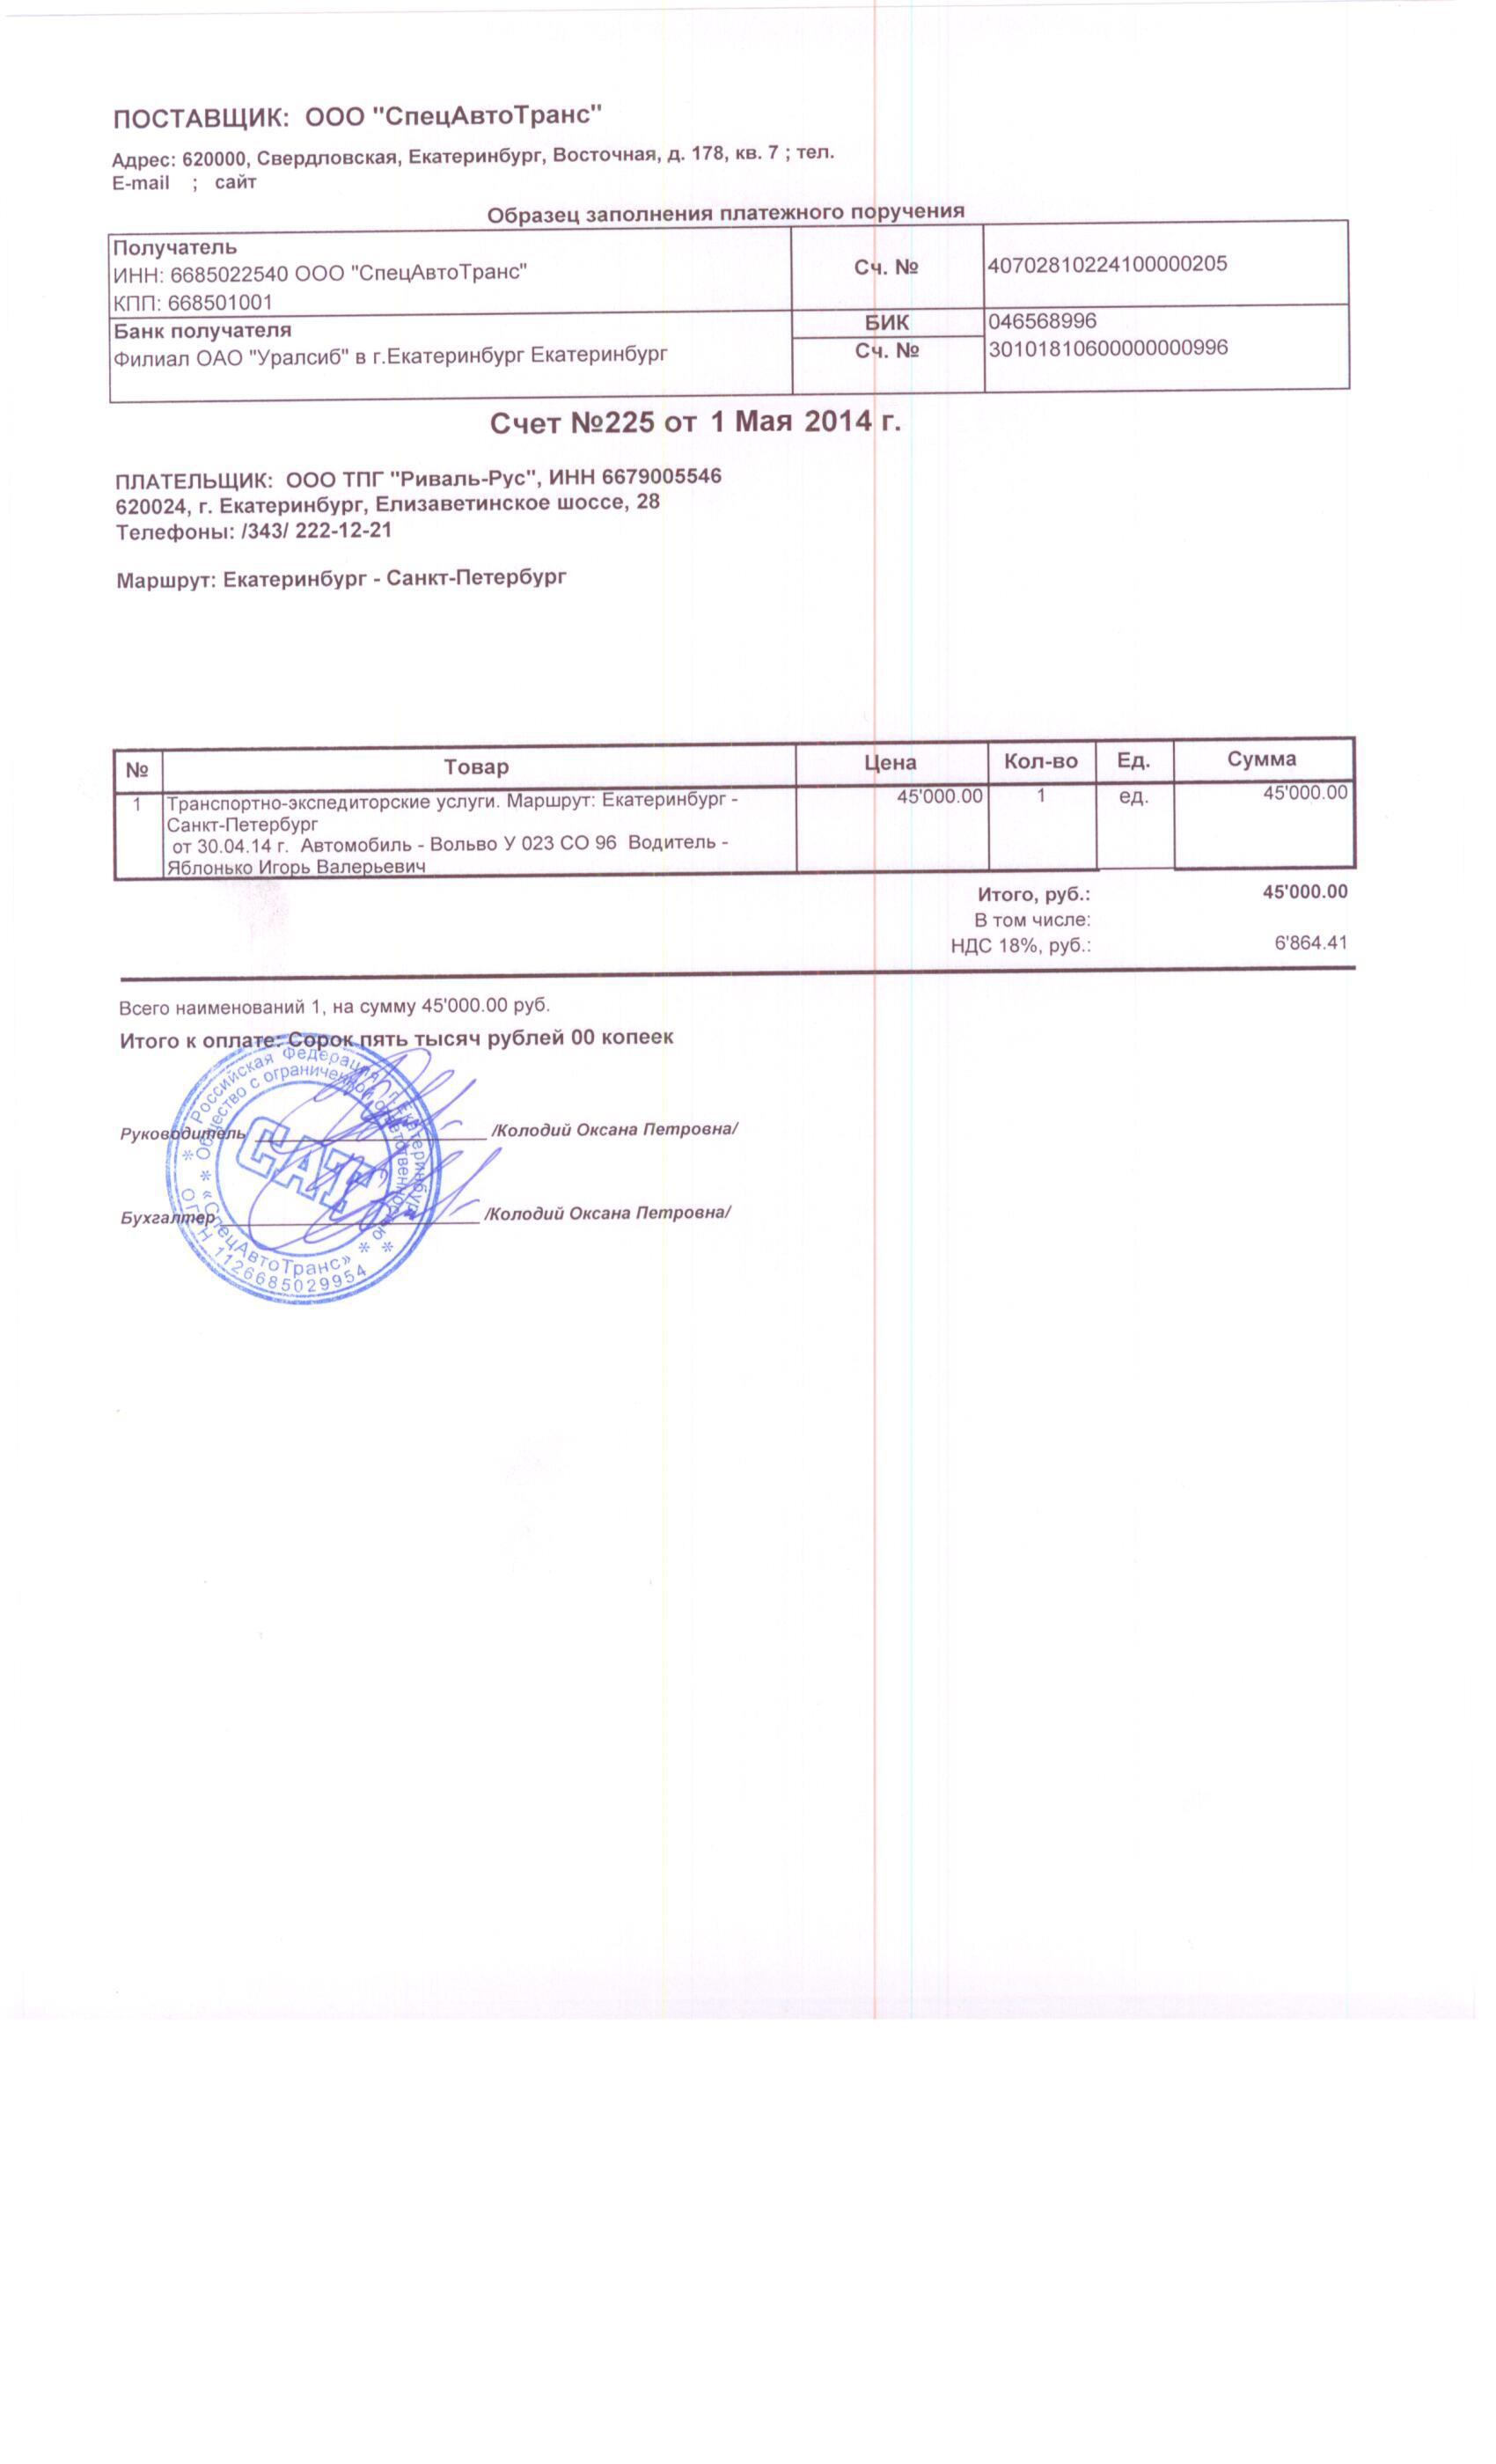 ПОСТАВЩИК: ООО "СпецАвтоТранс"
Адрес: 620000, Свердловская, Екатеринбург, Восточная, д. 178, кв. 7 ; тел.
E-mail ; сайт
Образец заполнения платежного поручения
Получатель
ИНН: 6685022540 ООО "СпецАвтоТранс"
КПП: 668501001
Сч. № 40702810224100000205
Банк получателя
Филиал ОАО "Уралсиб" в г.Екатеринбург Екатеринбург
БИК 046568996
Сч. № 30101810600000000996
Счет №225 от 1 Мая 2014 г.
ПЛАТЕЛЬЩИК: ООО ТПГ "Риваль-Рус", ИНН 6679005546
620024, г. Екатеринбург, Елизаветинское шоссе, 28
Телефоны: /343/ 222-12-21
Маршрут: Екатеринбург - Санкт-Петербург
№ Товар Цена Кол-во Ед. Сумма
1 Транспортно-экспедиторские услуги. Маршрут: Екатеринбург - 45'000.00 1 ед. 45'000.00
Санкт-Петербург
от 30.04.14 г. Автомобиль - Вольво У 023 СО 96 Водитель -
Яблонько Игорь Валерьевич
Итого, руб.: 45'000.00
В том числе:
НДС 18%, руб.: 6'864.41
Всего наименований 1, на сумму 45'000.00 руб.
Итого к оплате: Сорок пять тысяч рублей 00 копеек
Руководитель /Колодий Оксана Петровна/
Бухгалтер /Колодий Оксана Петровна/
Российская Федерация г. Екатеринбург
Общество с ограниченной ответственностью
«СпецАвтоТранс»
ОГРН 1126685029954
САТ